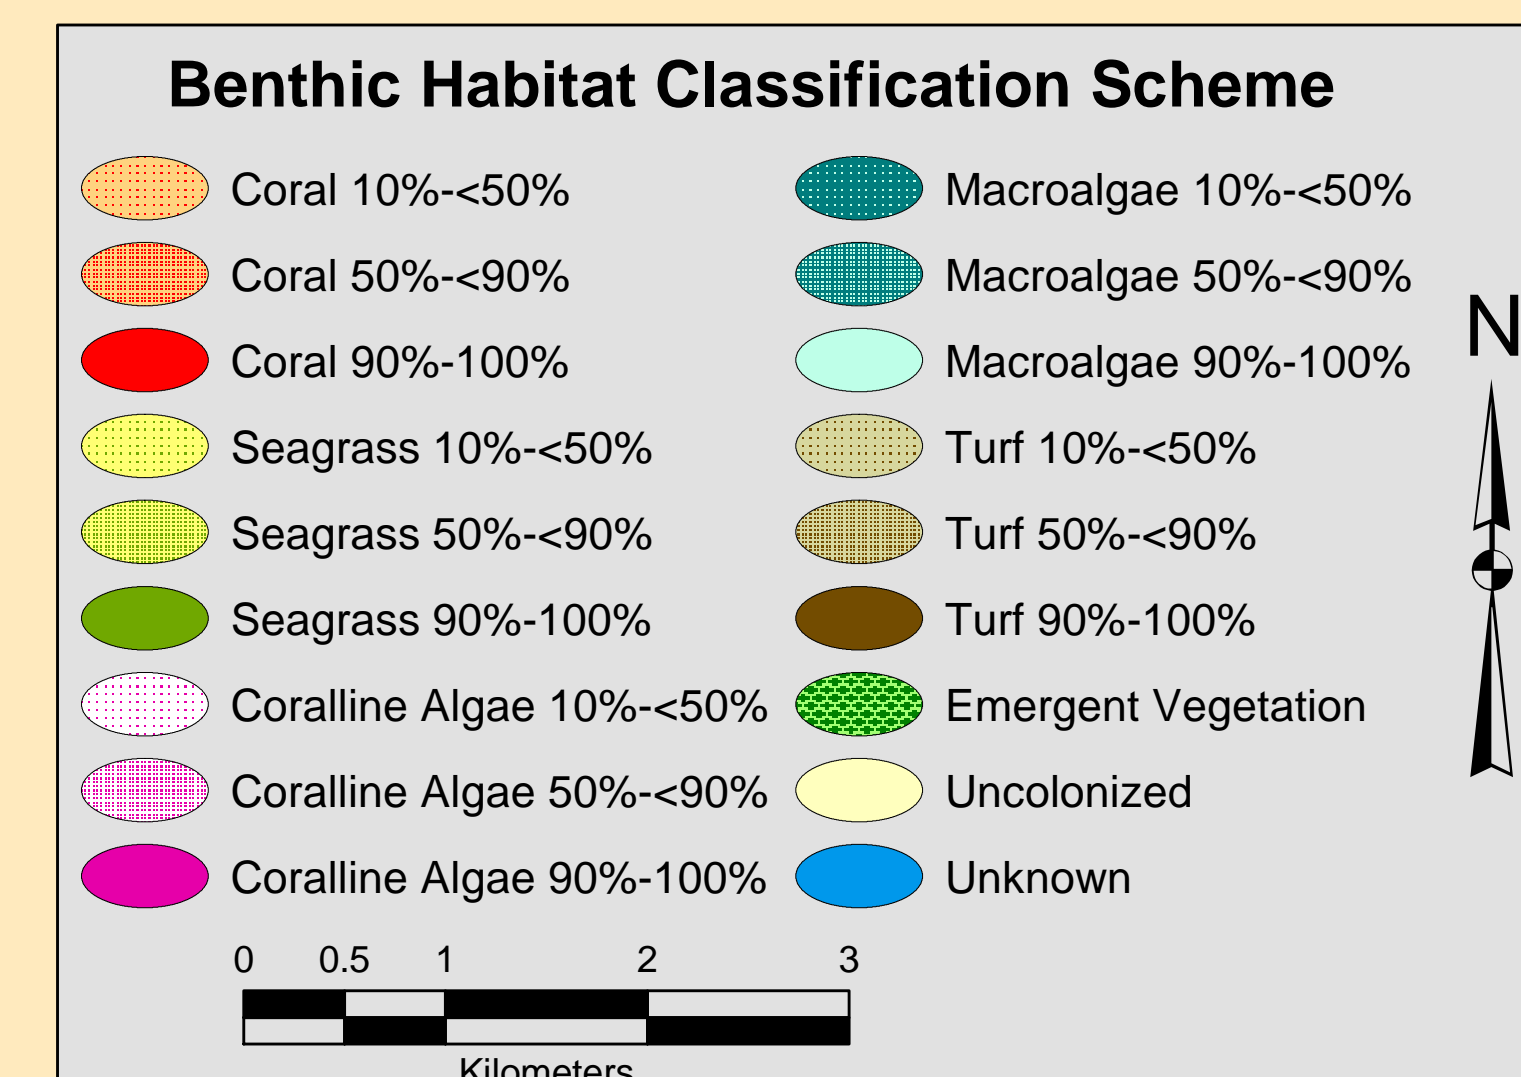 Benthic Habitat Classification Scheme
Coral 10%-<50%
Coral 50%-<90%
Coral 90%-100%
Seagrass 10%-<50%
Seagrass 50%-<90%
Seagrass 90%-100%
Coralline Algae 10%-<50%
Coralline Algae 50%-<90%
Coralline Algae 90%-100%
Macroalgae 10%-<50%
Macroalgae 50%-<90%
Macroalgae 90%-100%
Turf 10%-<50%
Turf 50%-<90%
Turf 90%-100%
Emergent Vegetation
Uncolonized
Unknown
N
0 0.5 1 2 3
Kilometers